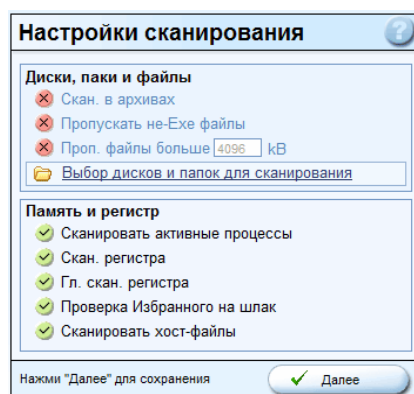 Настройки сканирования
?
Диски, паки и файлы
Скан. в архивах
Пропускать не-Exe файлы
Проп. файлы больше 4096 kB
Выбор дисков и папок для сканирования
Память и регистр
Сканировать активные процессы
Скан. регистра
Гл. скан. регистра
Проверка Избранного на шлак
Сканировать хост-файлы
Нажми "Далее" для сохранения
Далее